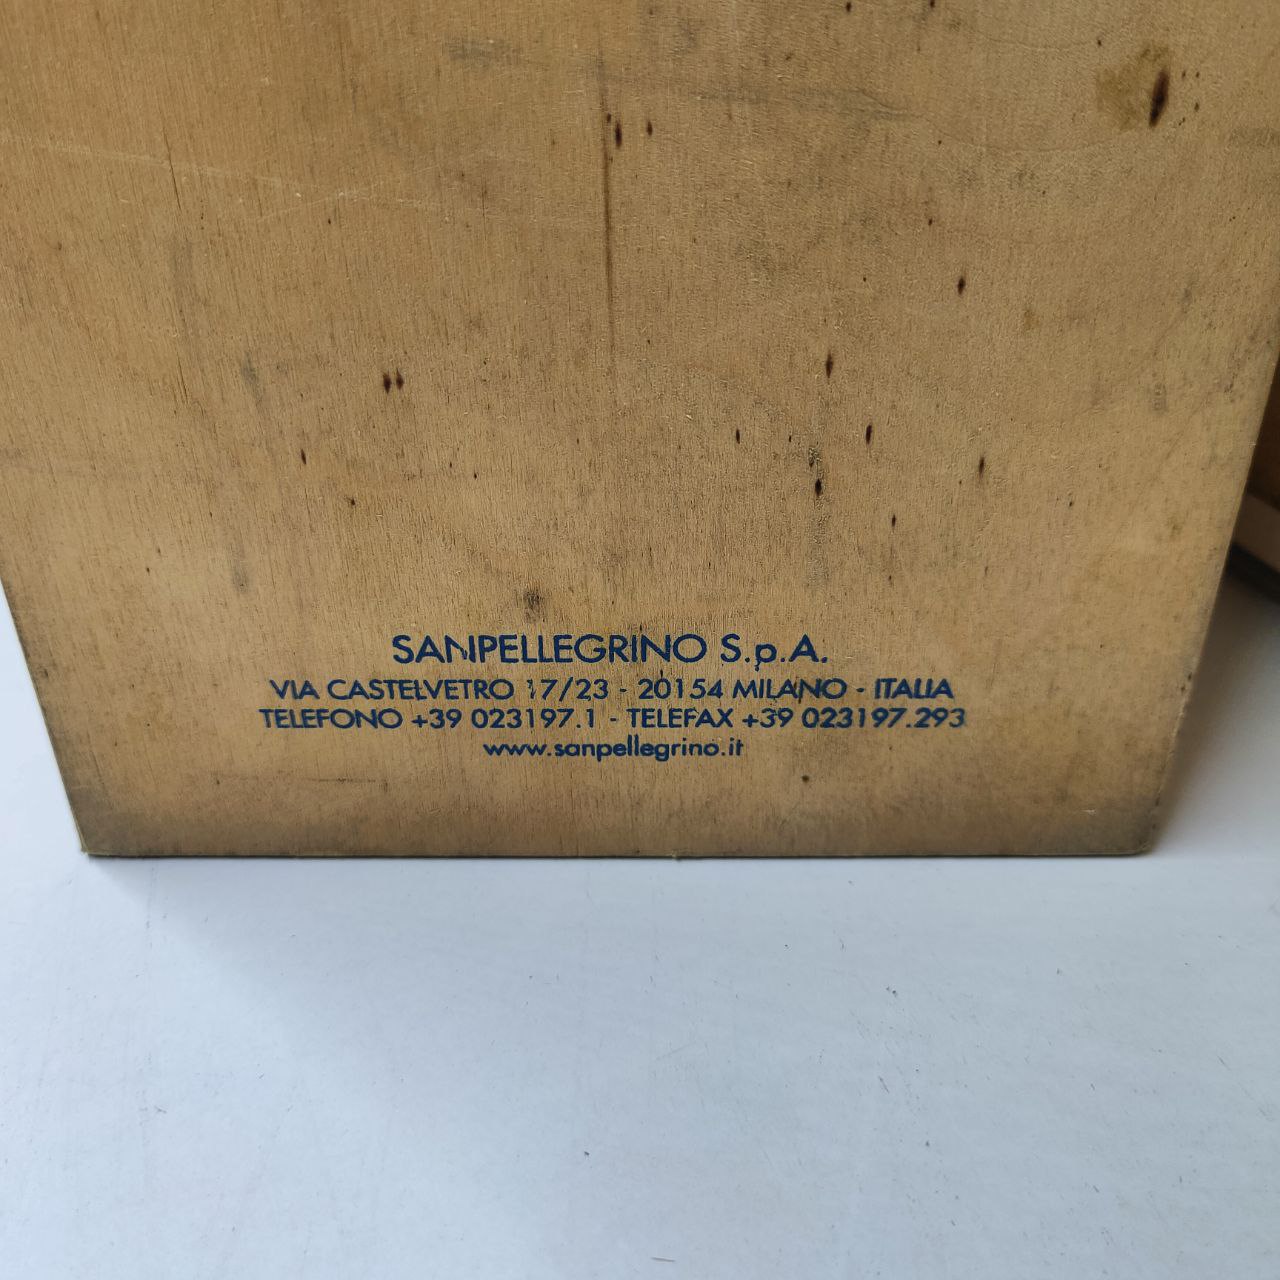 SANPELLEGRINO S.p.A.
VIA CASTELVETRO 17/23 - 20154 MILANO - ITALIA
TELEFONO +39 023197.1 - TELEFAX +39 023197.293
www.sanpellegrino.it